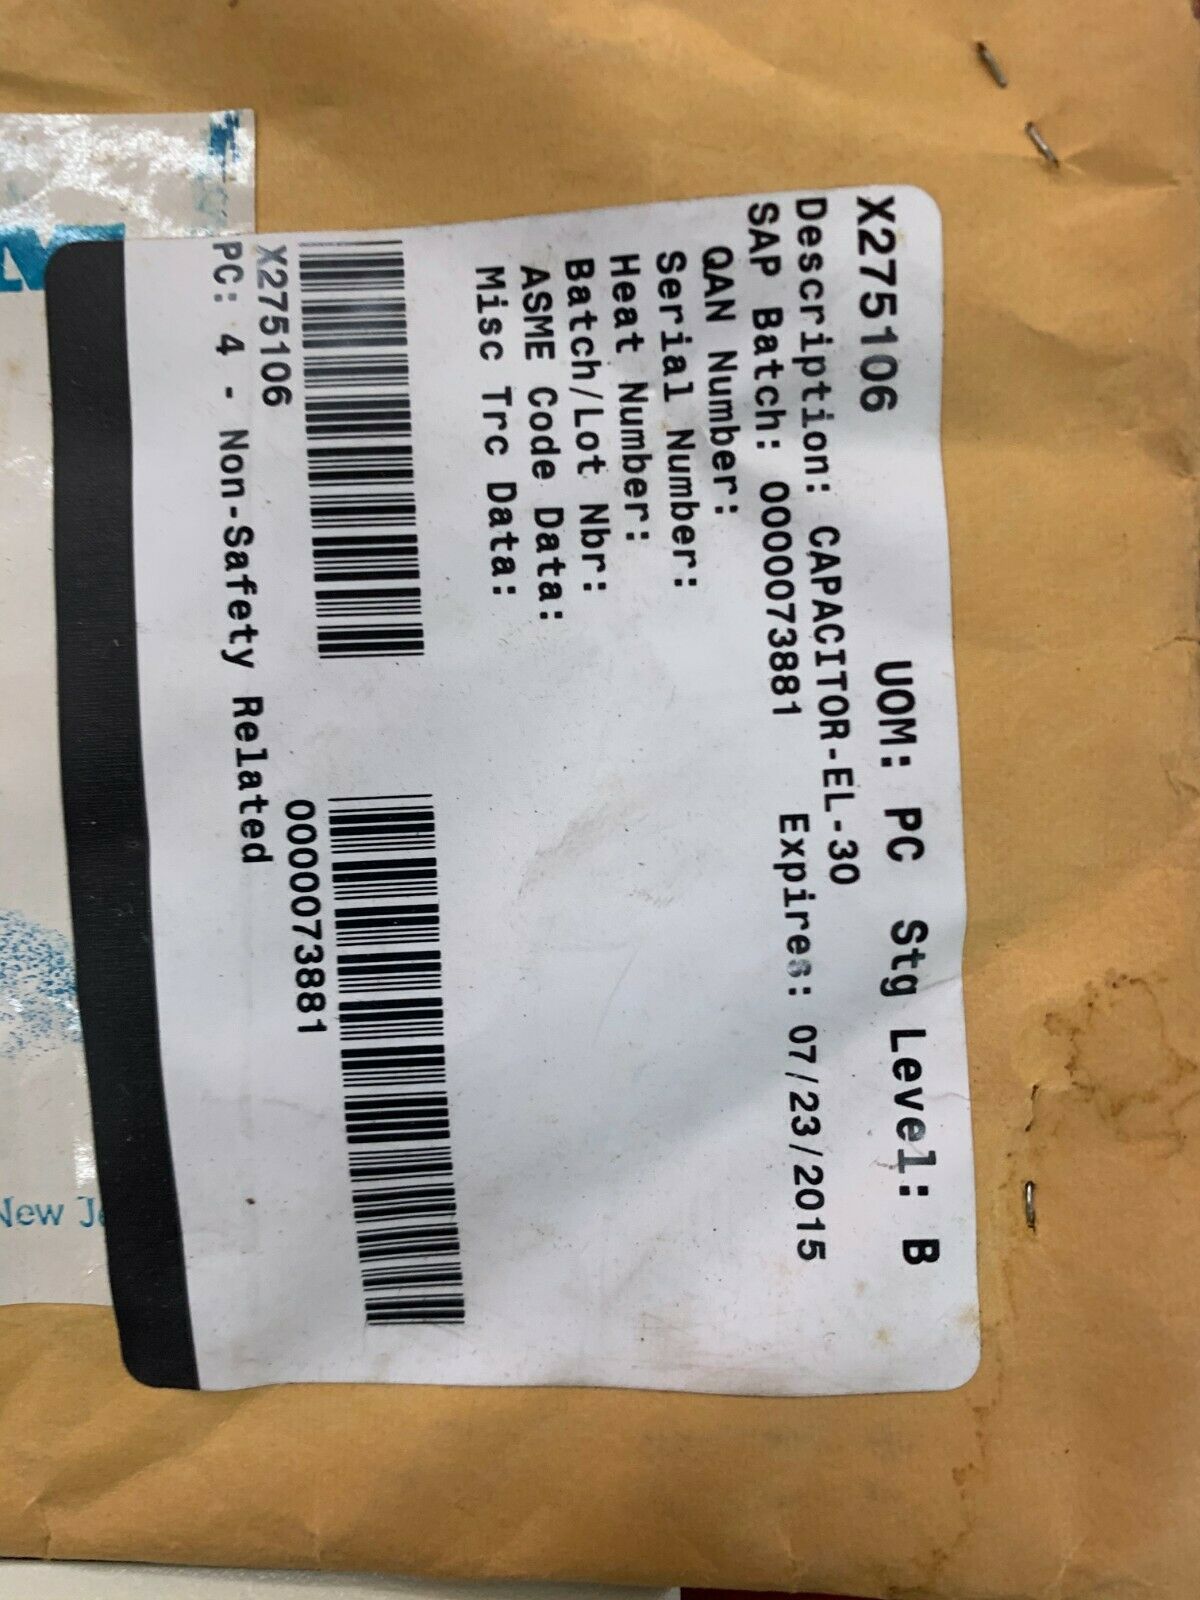 X275106 UOM: PC Stg Level: B
Description: CAPACITOR-EL-30
SAP Batch: 0000073881 Expires: 07/23/2015
QAN Number:
Serial Number:
Heat Number:
Batch/Lot Nbr:
ASME Code Data:
Misc Trc Data:
X275106 0000073881
PC: 4 - Non-Safety Related
New Je